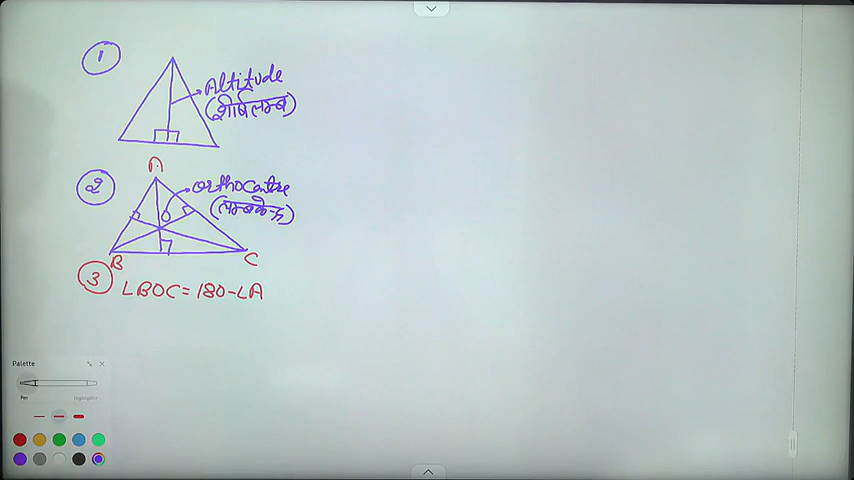 1
Altitude
(शीर्षलम्ब)
A
2
Orthocentre
(लम्बकेन्द्र)
O
B
C
3
∠BOC = 180-∠A
Palette
Pen
Highlighter